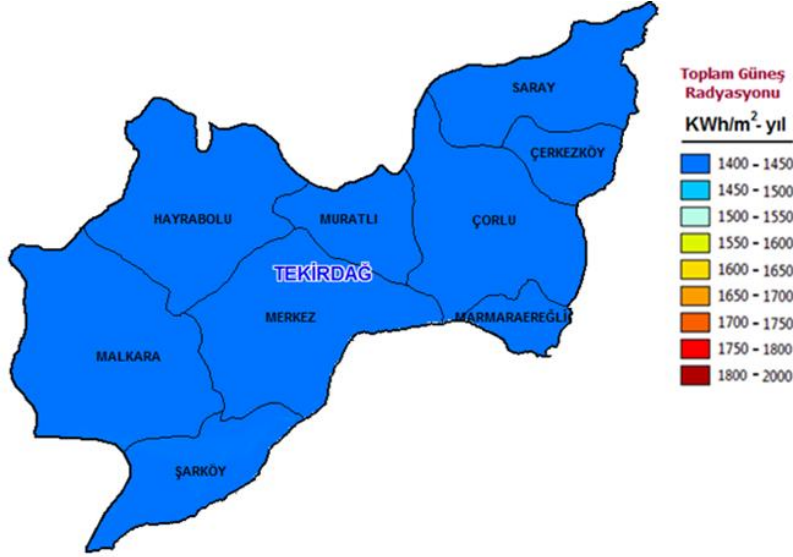 SARAY
ÇERKEZKÖY
HAYRABOLU
MURATLI
ÇORLU
TEKİRDAĞ
MERKEZ
MARMARAEREĞLİ
MALKARA
ŞARKÖY
Toplam Güneş
Radyasyonu
KWh/m²- yıl
1400 - 1450
1450 - 1500
1500 - 1550
1550 - 1600
1600 - 1650
1650 - 1700
1700 - 1750
1750 - 1800
1800 - 2000